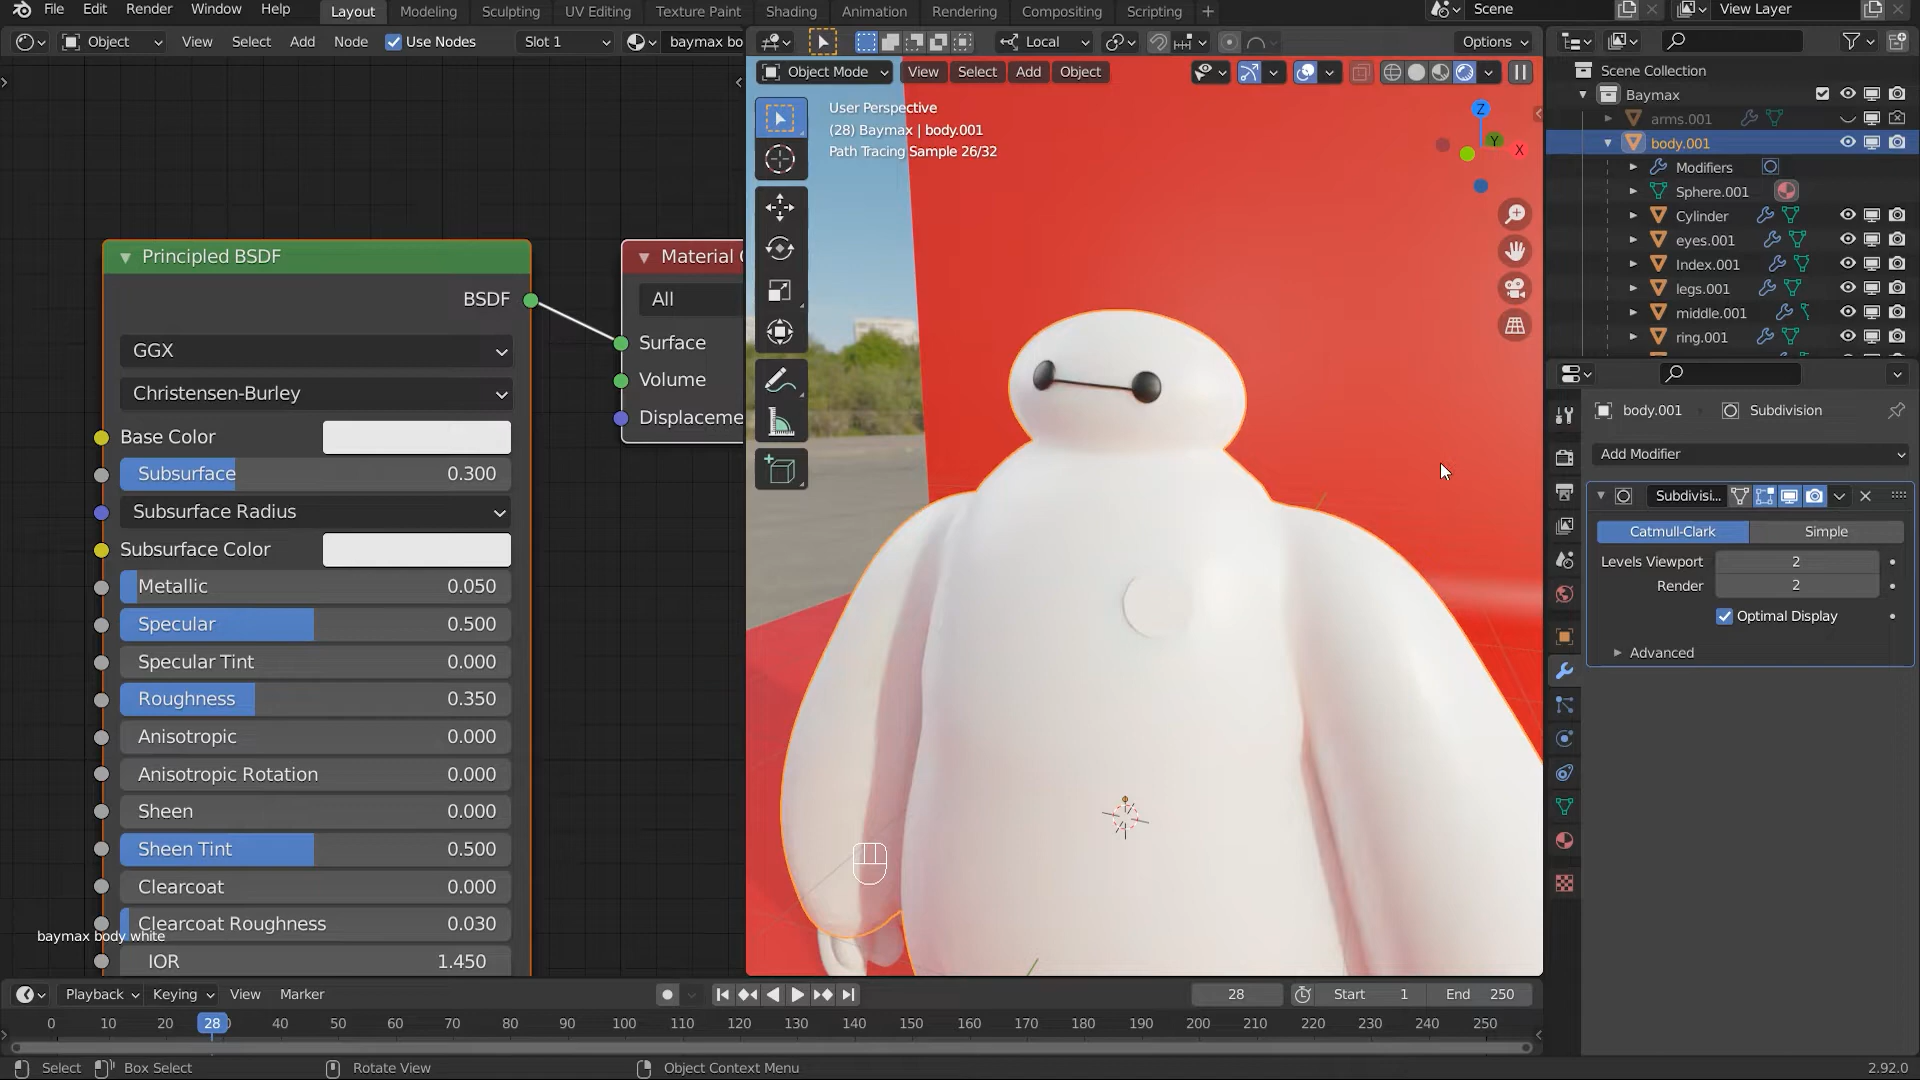 File Edit Render Window Help Layout Modeling Sculpting UV Editing Texture Paint Shading Animation Rendering Compositing Scripting + Scene View Layer
Object View Select Add Node Use Nodes Slot 1 baymax bo Local Options
Object Mode View Select Add Object
User Perspective
(28) Baymax | body.001
Path Tracing Sample 26/32
Z
Y
X
Principled BSDF
BSDF
GGX
Christensen-Burley
Base Color
Subsurface 0.300
Subsurface Radius
Subsurface Color
Metallic 0.050
Specular 0.500
Specular Tint 0.000
Roughness 0.350
Anisotropic 0.000
Anisotropic Rotation 0.000
Sheen 0.000
Sheen Tint 0.500
Clearcoat 0.000
Clearcoat Roughness 0.030
baymax body white
IOR 1.450
Material
All
Surface
Volume
Displaceme
Scene Collection
Baymax
arms.001
body.001
Modifiers
Sphere.001
Cylinder
eyes.001
Index.001
legs.001
middle.001
ring.001
body.001 Subdivision
Add Modifier
Subdivisi...
Catmull-Clark Simple
Levels Viewport 2
Render 2
Optimal Display
Advanced
Playback Keying View Marker 28 Start 1 End 250
0 10 20 28 40 50 60 70 80 90 100 110 120 130 140 150 160 170 180 190 200 210 220 230 240 250
Select Box Select Rotate View Object Context Menu 2.92.0